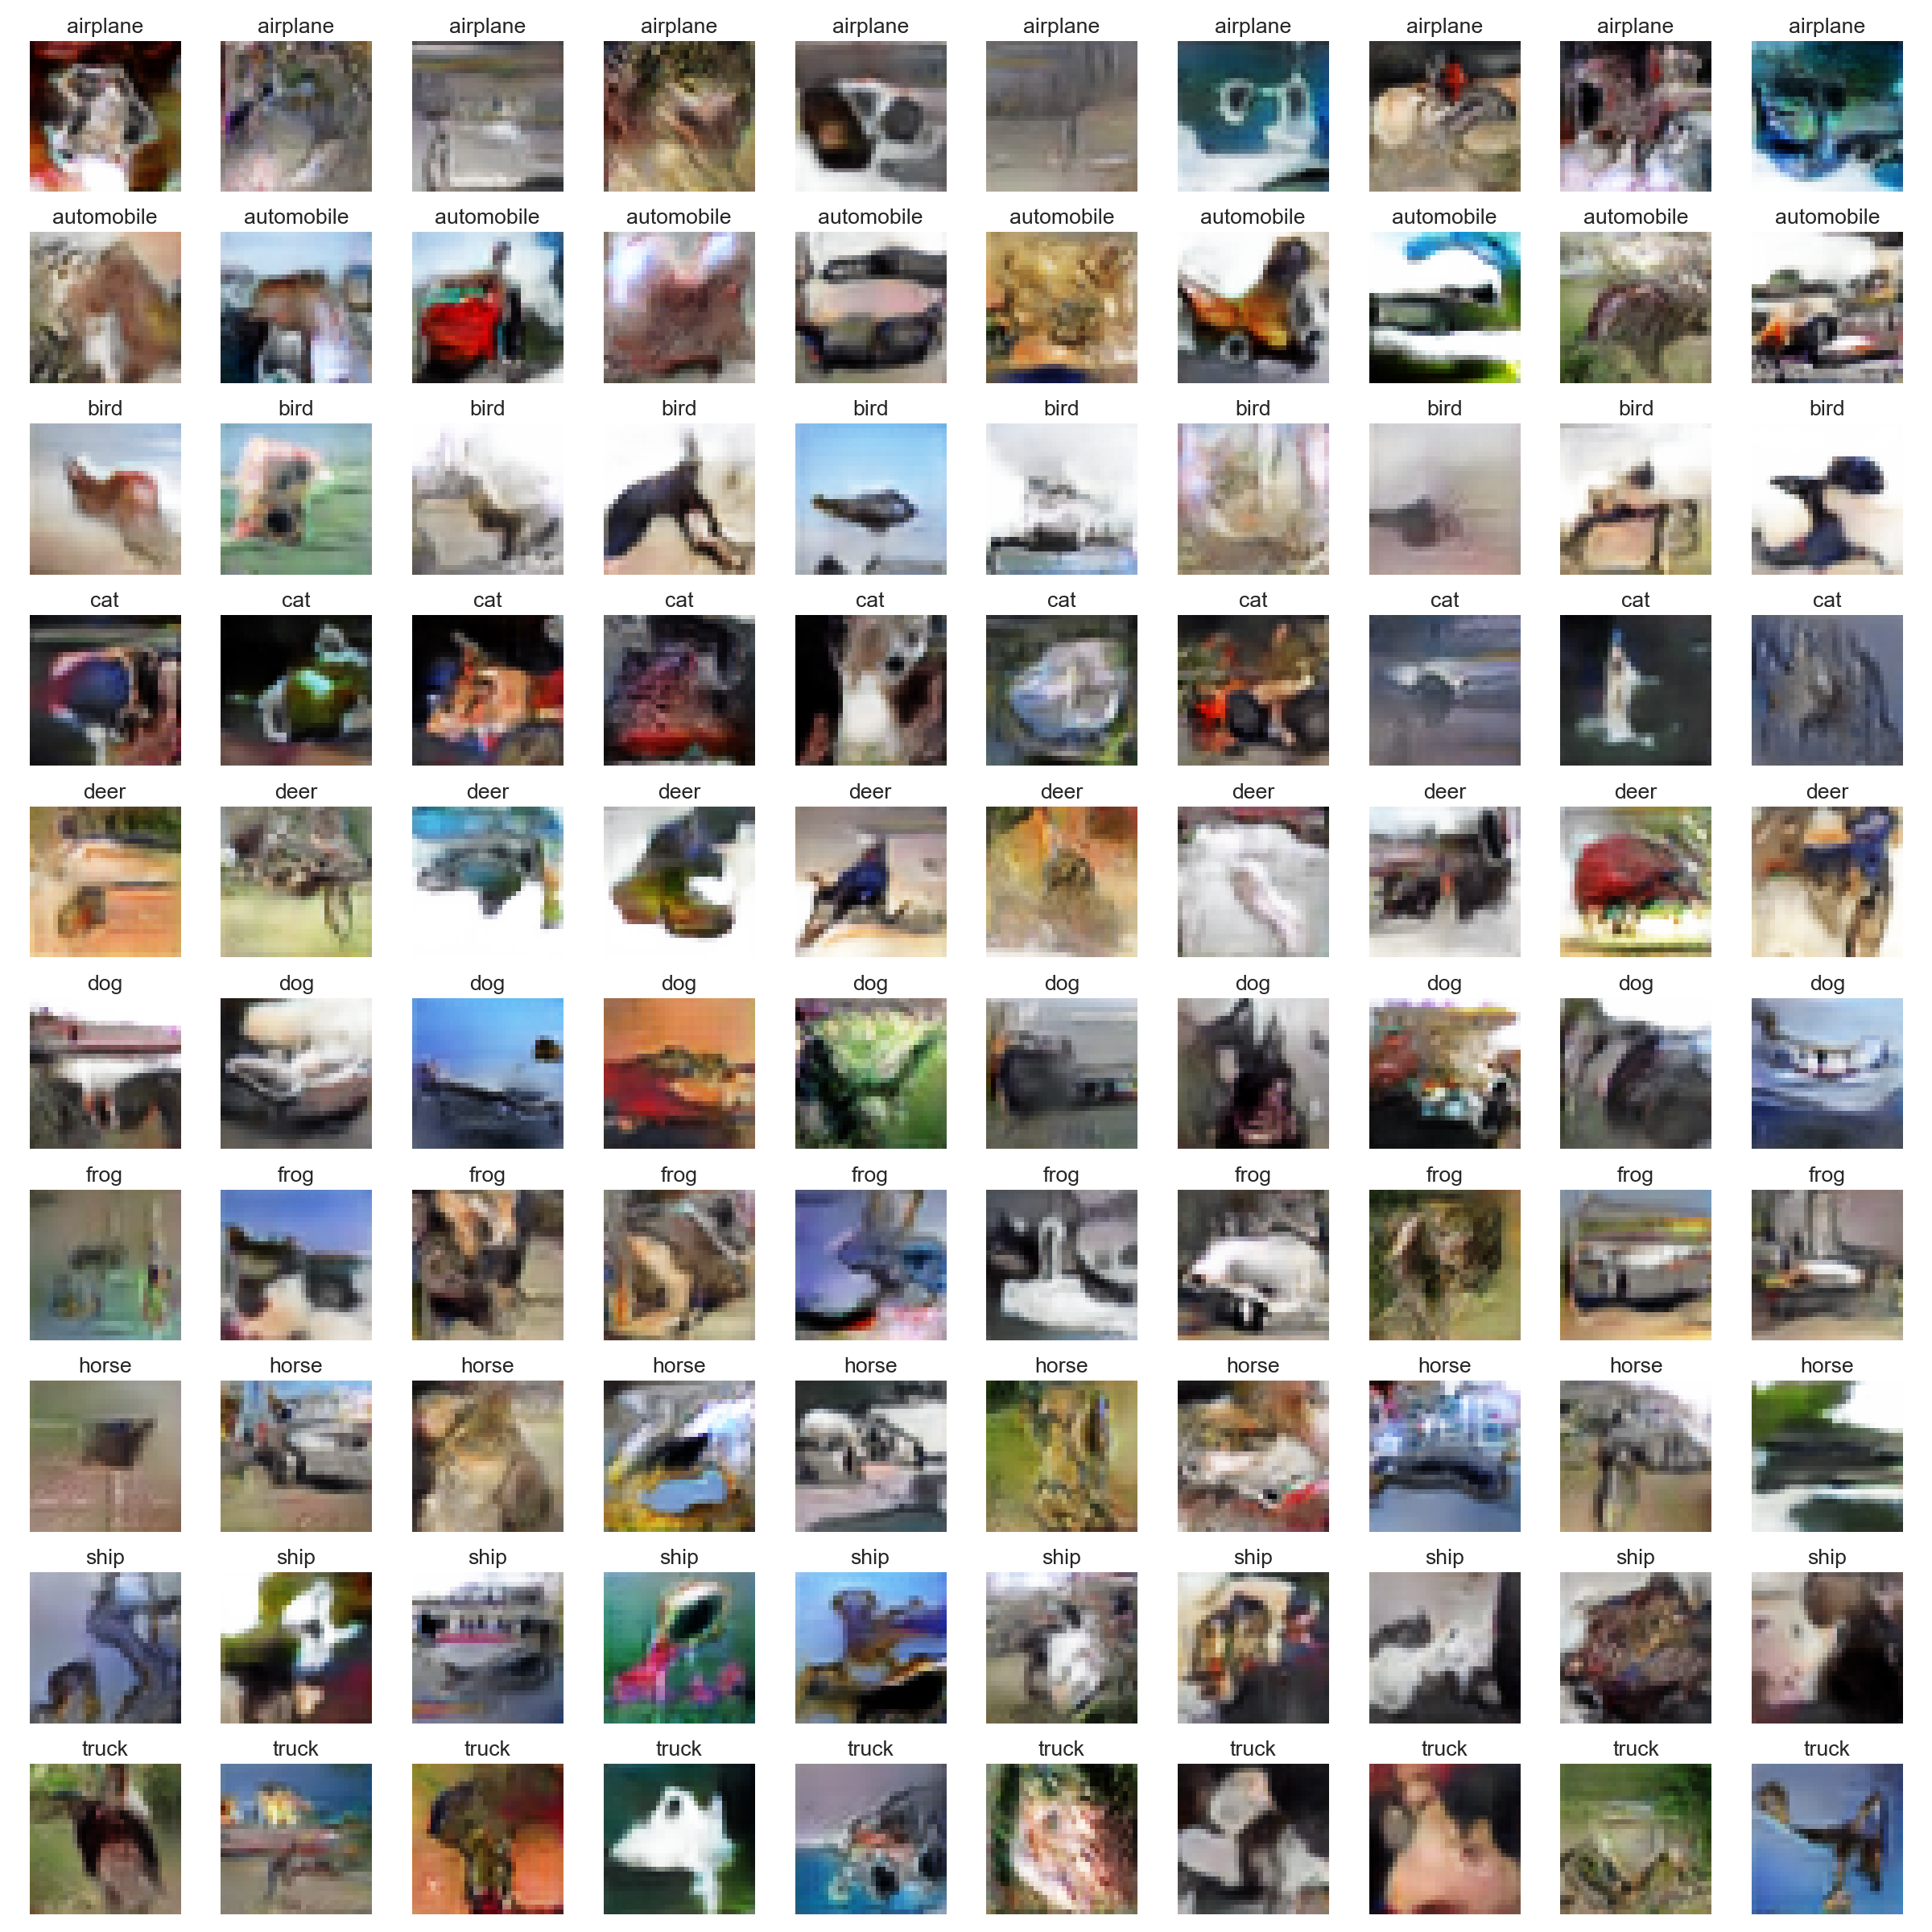 airplane airplane airplane airplane airplane airplane airplane airplane airplane airplane
automobile automobile automobile automobile automobile automobile automobile automobile automobile automobile
bird bird bird bird bird bird bird bird bird bird
cat cat cat cat cat cat cat cat cat cat
deer deer deer deer deer deer deer deer deer deer
dog dog dog dog dog dog dog dog dog dog
frog frog frog frog frog frog frog frog frog frog
horse horse horse horse horse horse horse horse horse horse
ship ship ship ship ship ship ship ship ship ship
truck truck truck truck truck truck truck truck truck truck